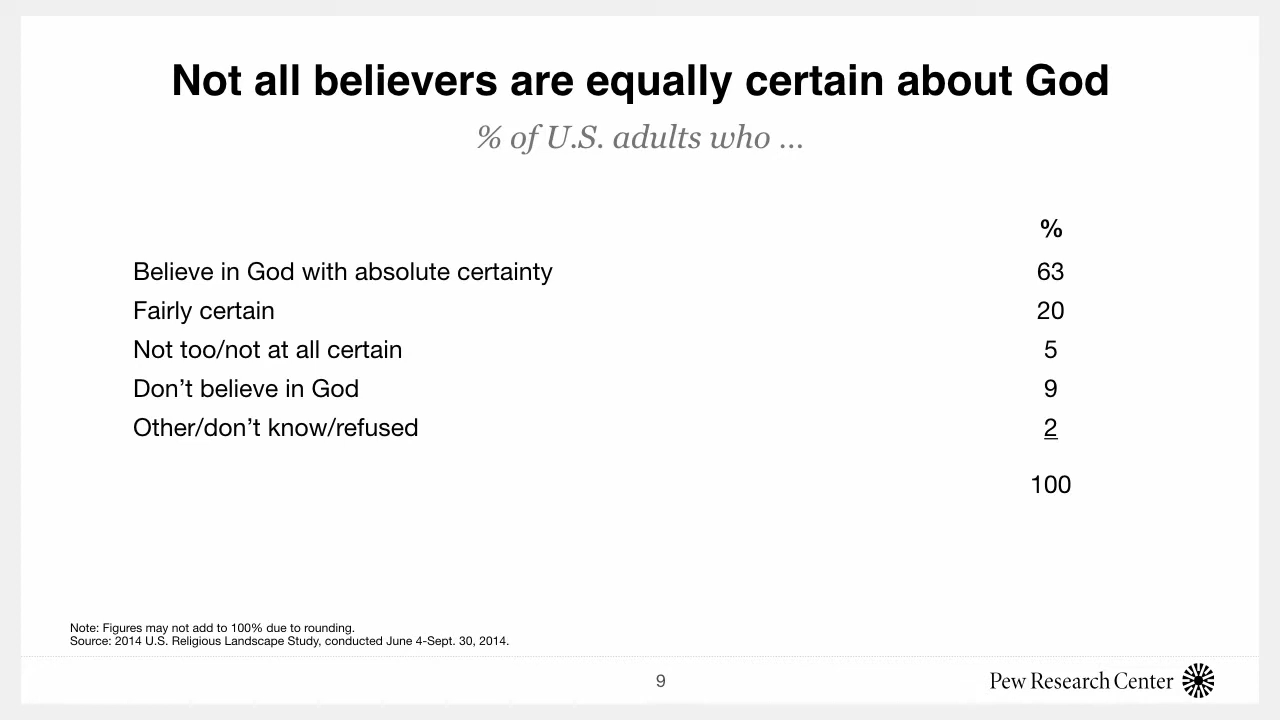 Not all believers are equally certain about God
% of U.S. adults who ...
%
Believe in God with absolute certainty 63
Fairly certain 20
Not too/not at all certain 5
Don’t believe in God 9
Other/don’t know/refused 2
100
Note: Figures may not add to 100% due to rounding.
Source: 2014 U.S. Religious Landscape Study, conducted June 4-Sept. 30, 2014.
9
Pew Research Center